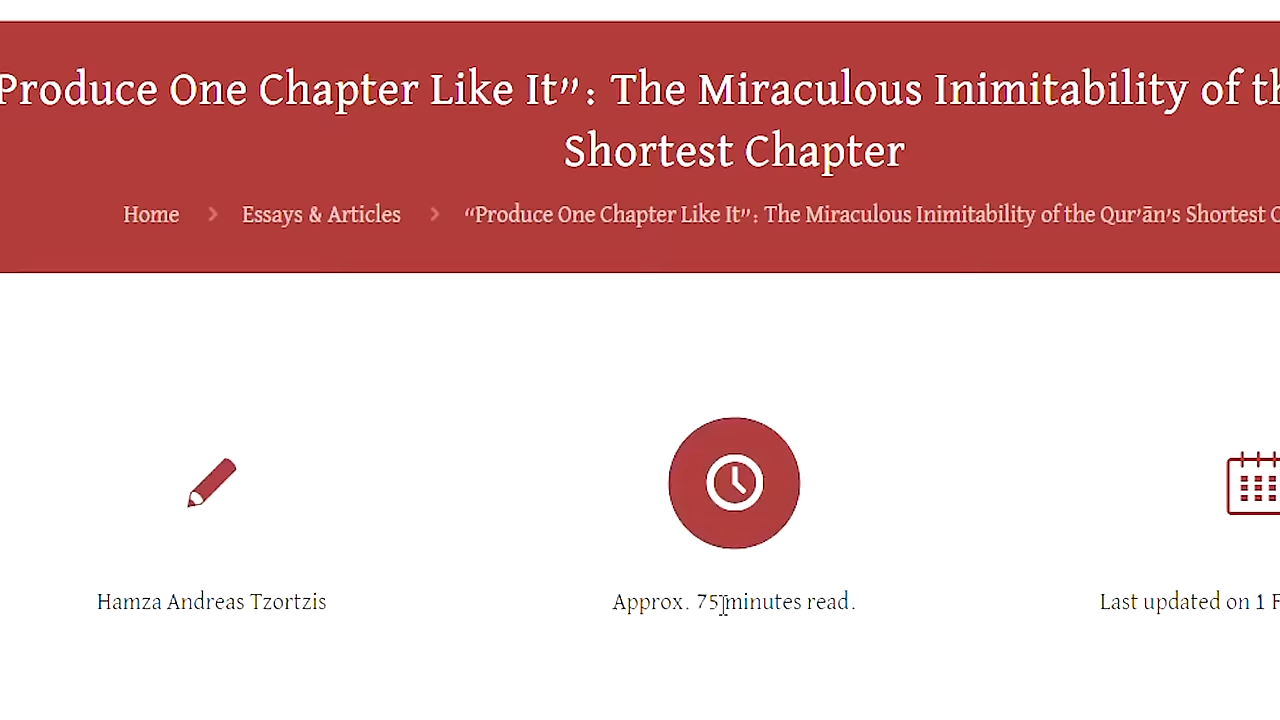 Produce One Chapter Like It”: The Miraculous Inimitability of th
Shortest Chapter
Home > Essays & Articles > “Produce One Chapter Like It”: The Miraculous Inimitability of the Qur’ān’s Shortest C
Hamza Andreas Tzortzis
Approx. 75 minutes read.
Last updated on 1 F